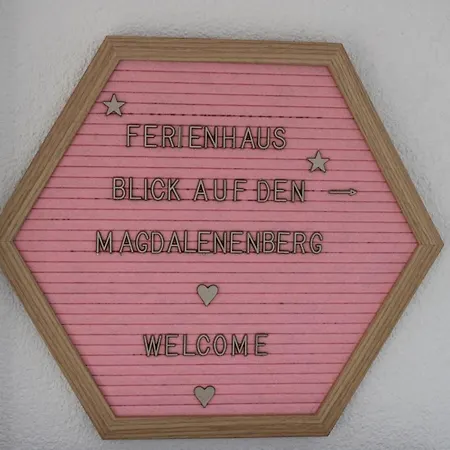 FERIENHAUS
BLICK AUF DEN →
MAGDALENENBERG
WELCOME